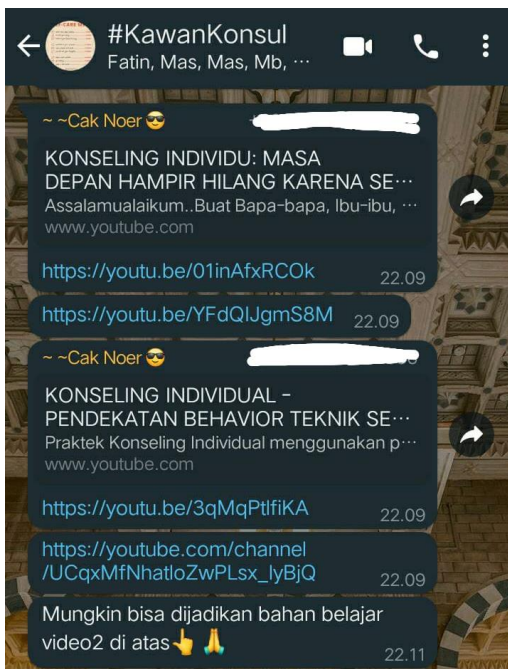 #KawanKonsul
Fatin, Mas, Mas, Mb, ...
~ ~Cak Noer
KONSELING INDIVIDU: MASA
DEPAN HAMPIR HILANG KARENA SE...
Assalamualaikum..Buat Bapa-bapa, Ibu-ibu, ...
www.youtube.com
https://youtu.be/01inAfxRCOk
22.09
https://youtu.be/YFdQIJgmS8M
22.09
~ ~Cak Noer
KONSELING INDIVIDUAL –
PENDEKATAN BEHAVIOR TEKNIK SE...
Praktek Konseling Individual menggunakan p...
www.youtube.com
https://youtu.be/3qMqPtlfiKA
22.09
https://youtube.com/channel
/UCqxMfNhatloZwPLsx_lyBjQ
22.09
Mungkin bisa dijadikan bahan belajar
video2 di atas👆🙏
22.11